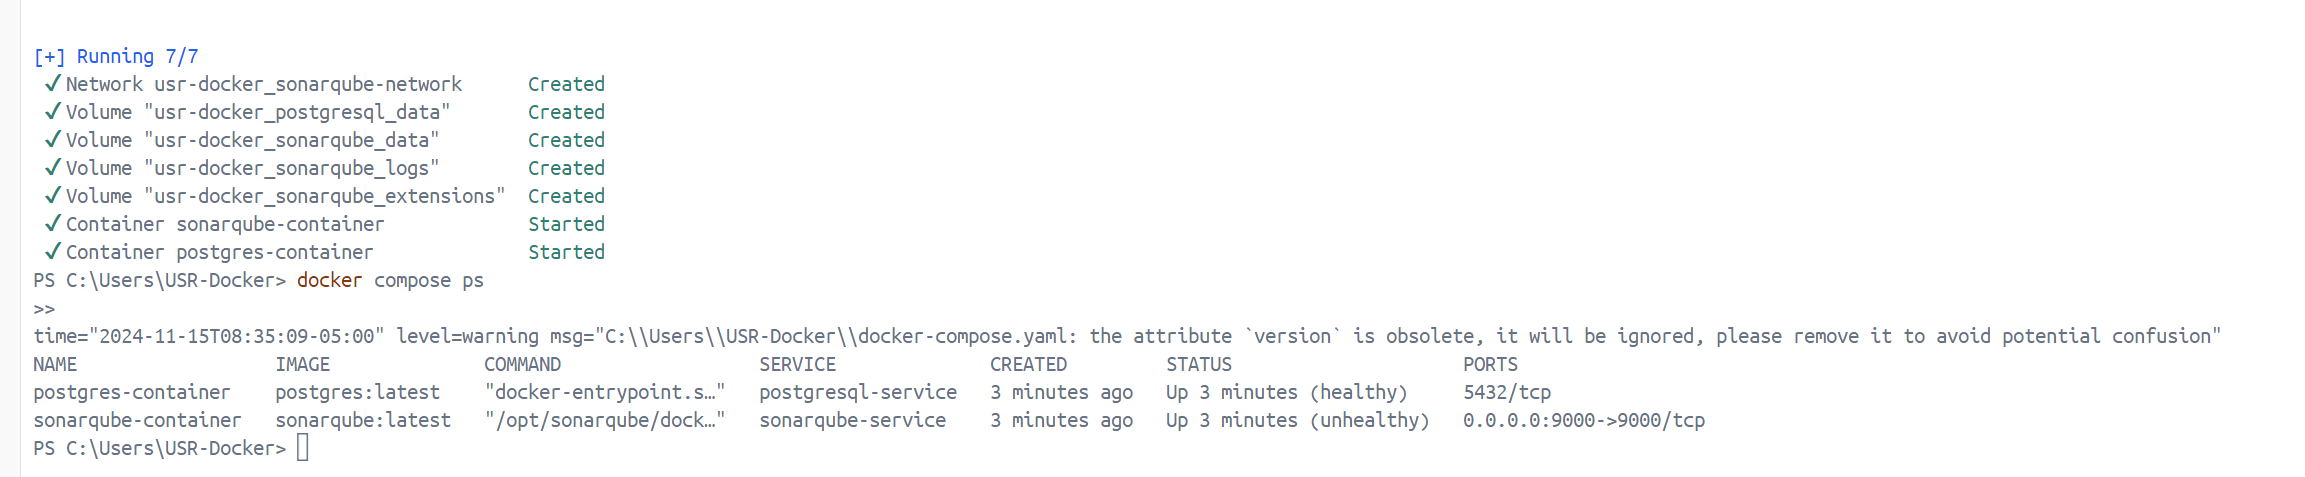 [+] Running 7/7
✓Network usr-docker_sonarqube-network Created
✓Volume "usr-docker_postgresql_data" Created
✓Volume "usr-docker_sonarqube_data" Created
✓Volume "usr-docker_sonarqube_logs" Created
✓Volume "usr-docker_sonarqube_extensions" Created
✓Container sonarqube-container Started
✓Container postgres-container Started
PS C:\Users\USR-Docker> docker compose ps
>>
time="2024-11-15T08:35:09-05:00" level=warning msg="C:\\Users\\USR-Docker\\docker-compose.yaml: the attribute `version` is obsolete, it will be ignored, please remove it to avoid potential confusion"
NAME IMAGE COMMAND SERVICE CREATED STATUS PORTS
postgres-container postgres:latest "docker-entrypoint.s…" postgresql-service 3 minutes ago Up 3 minutes (healthy) 5432/tcp
sonarqube-container sonarqube:latest "/opt/sonarqube/dock…" sonarqube-service 3 minutes ago Up 3 minutes (unhealthy) 0.0.0.0:9000->9000/tcp
PS C:\Users\USR-Docker>